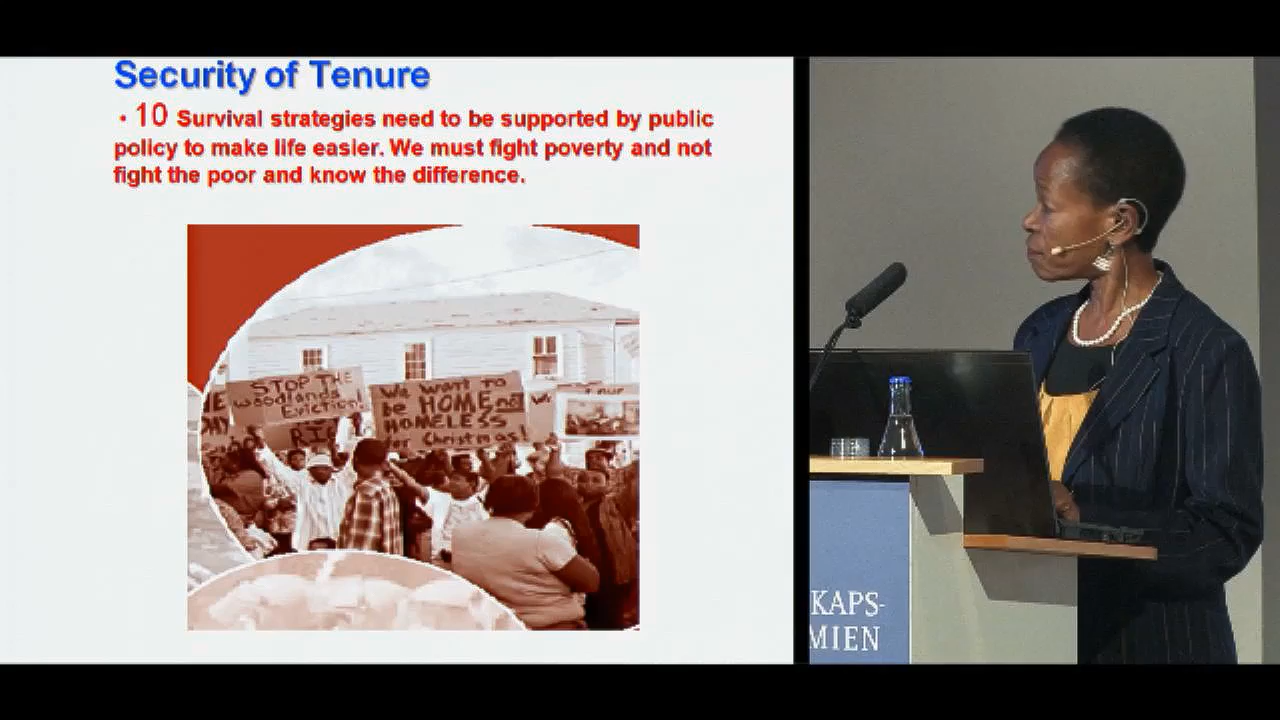 Security of Tenure
· 10 Survival strategies need to be supported by public
policy to make life easier. We must fight poverty and not
fight the poor and know the difference.
STOP THE
Woodlands
Eviction!
We want to
be HOME not
HOMELESS
for Christmas!
KAPS-
MIEN